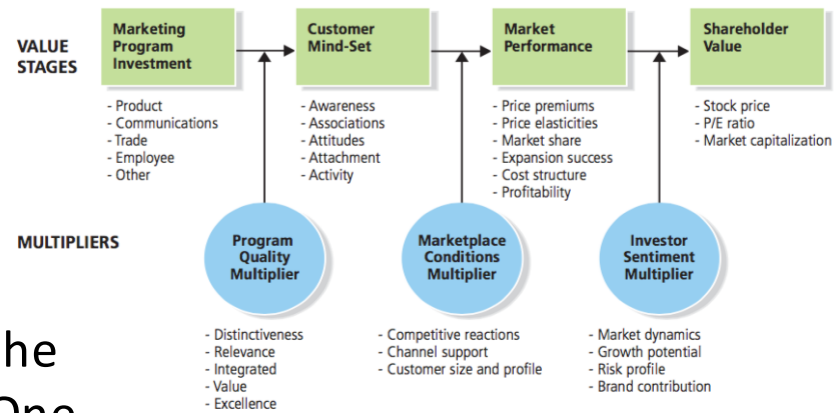 VALUE
STAGES
Marketing
Program
Investment
- Product
- Communications
- Trade
- Employee
- Other
Customer
Mind-Set
- Awareness
- Associations
- Attitudes
- Attachment
- Activity
Market
Performance
- Price premiums
- Price elasticities
- Market share
- Expansion success
- Cost structure
- Profitability
Shareholder
Value
- Stock price
- P/E ratio
- Market capitalization
MULTIPLIERS
Program
Quality
Multiplier
- Distinctiveness
- Relevance
- Integrated
- Value
- Excellence
Marketplace
Conditions
Multiplier
- Competitive reactions
- Channel support
- Customer size and profile
Investor
Sentiment
Multiplier
- Market dynamics
- Growth potential
- Risk profile
- Brand contribution
he